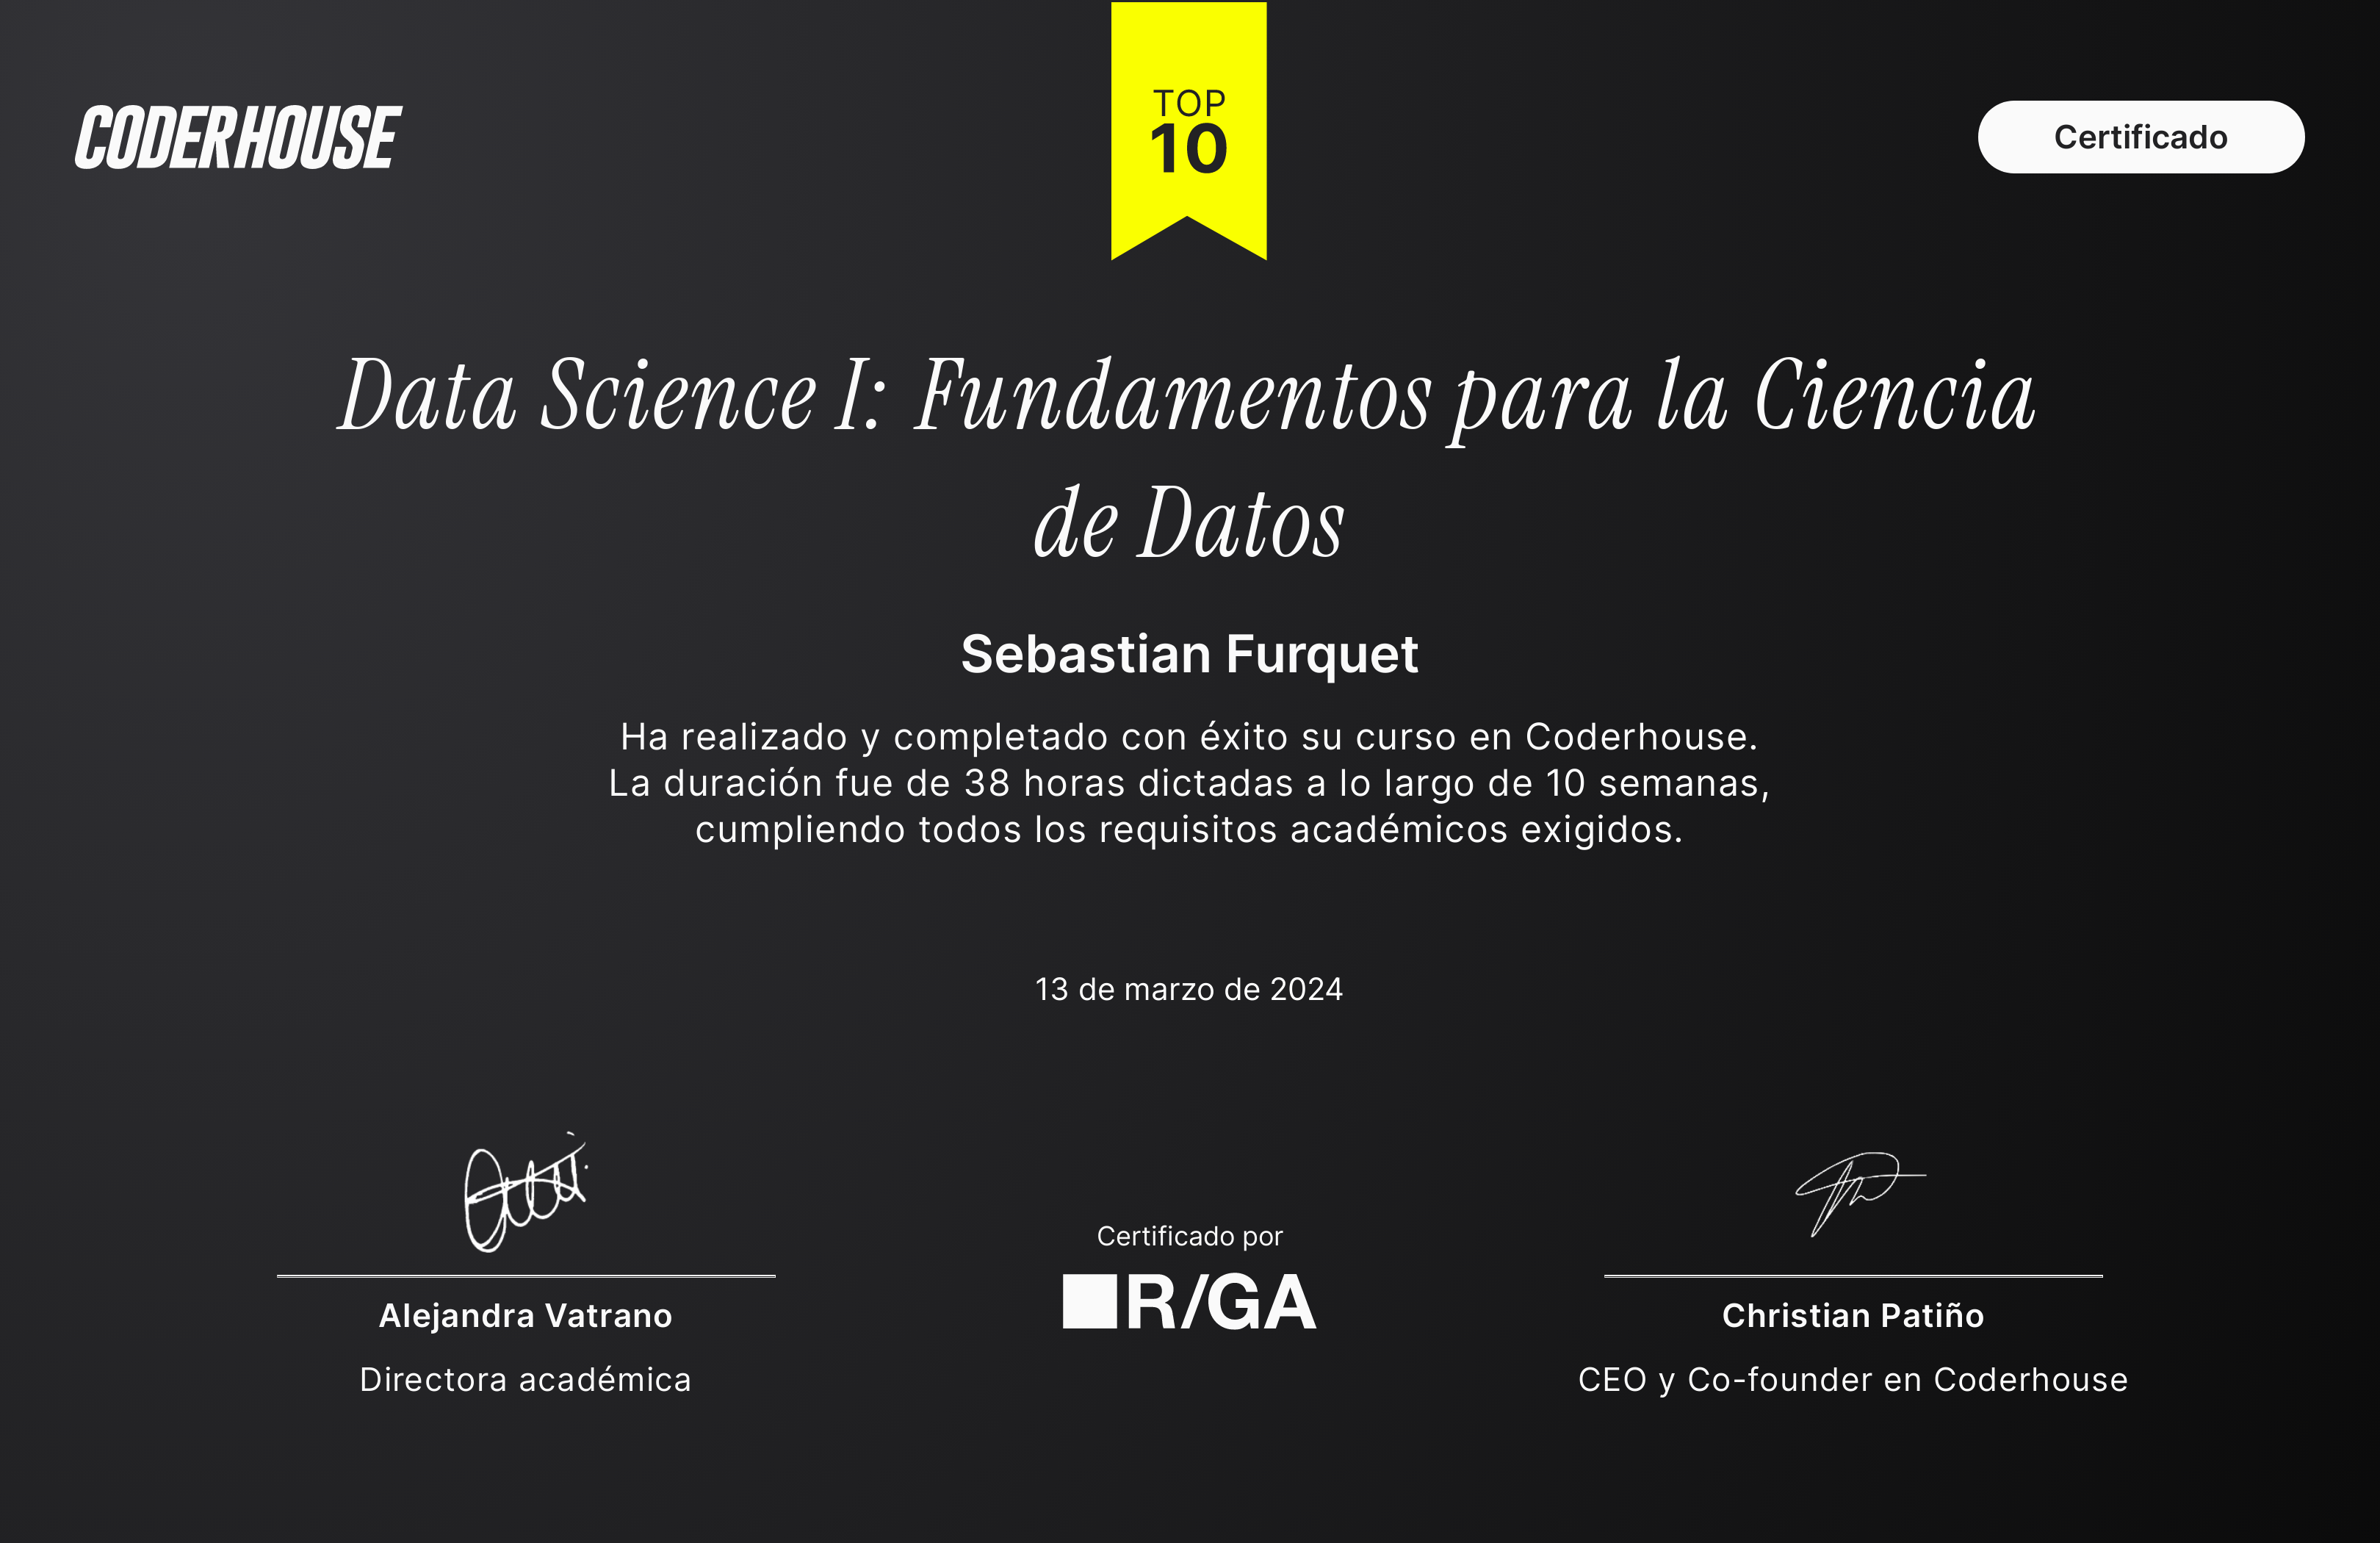 CODERHOUSE
TOP
10
Certificado
Data Science I: Fundamentos para la Ciencia
de Datos
Sebastian Furquet
Ha realizado y completado con éxito su curso en Coderhouse.
La duración fue de 38 horas dictadas a lo largo de 10 semanas,
cumpliendo todos los requisitos académicos exigidos.
13 de marzo de 2024
Alejandra Vatrano
Directora académica
Certificado por
R/GA
Christian Patiño
CEO y Co-founder en Coderhouse